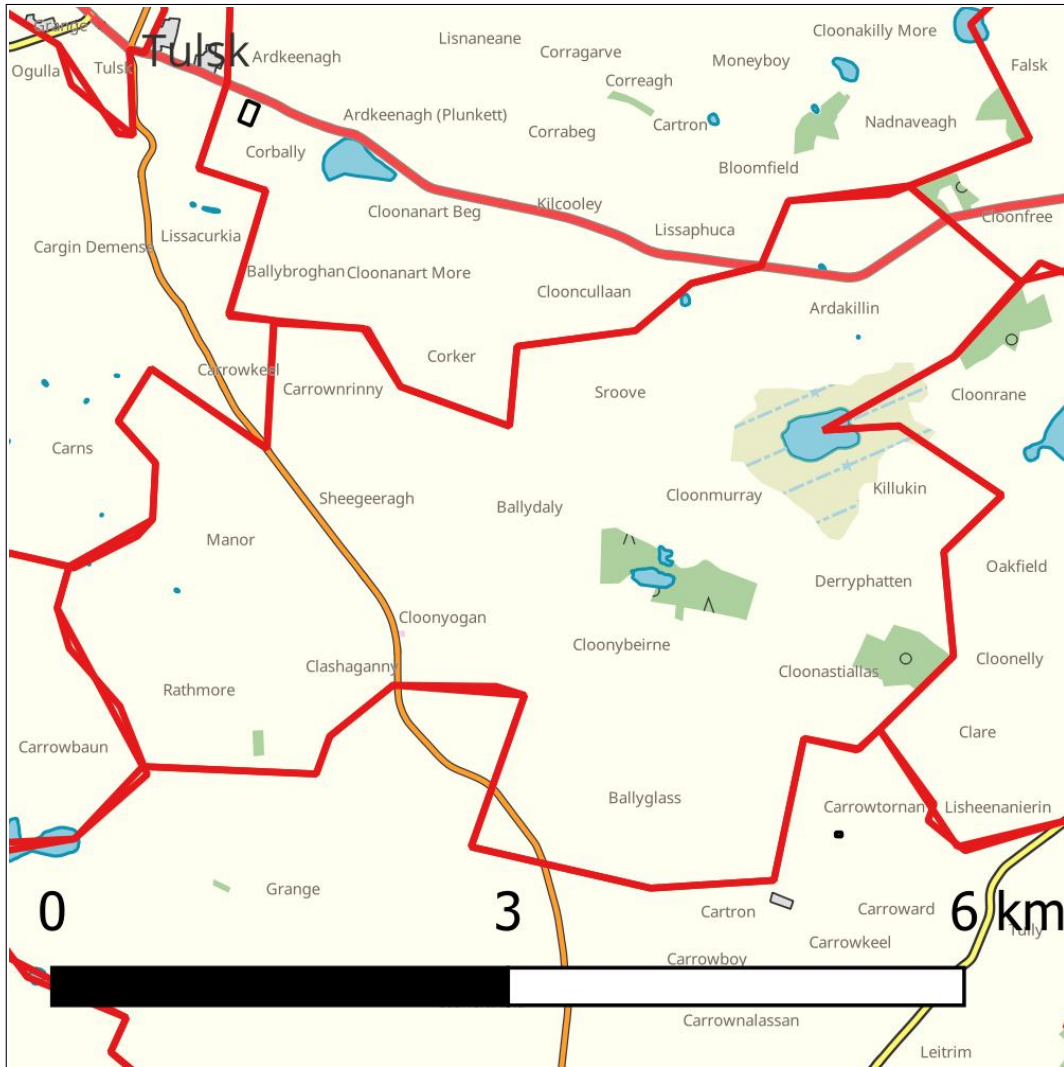 Grange
Tulsk
Ogulla
Tulsk
Ardkeenagh
Lisnaneane
Corragarve
Correagh
Moneyboy
Cloonakilly More
Falsk
Ardkeenagh (Plunkett)
Corrabeg
Cartron
Nadnaveagh
Corbally
Bloomfield
Cloonanart Beg
Kilcooley
Lissaphuca
Cloonfree
Cargin Demense
Lissacurkia
Ballybroghan
Cloonanart More
Clooncullaan
Ardakillin
Corker
Carrowkeel
Carrownrinny
Sroove
Cloonrane
Carns
Sheegeeragh
Ballydaly
Cloonmurray
Killukin
Manor
Oakfield
Derryphatten
Cloonyogan
Cloonybeirne
Clashaganny
Cloonastiallas
Cloonelly
Rathmore
Carrowbaun
Clare
Ballyglass
Carrowtornan
Lisheenanierin
Grange
0
3
6 km
Cartron
Carroward
Tully
Carrowkeel
Carrowboy
Carrownalassan
Leitrim